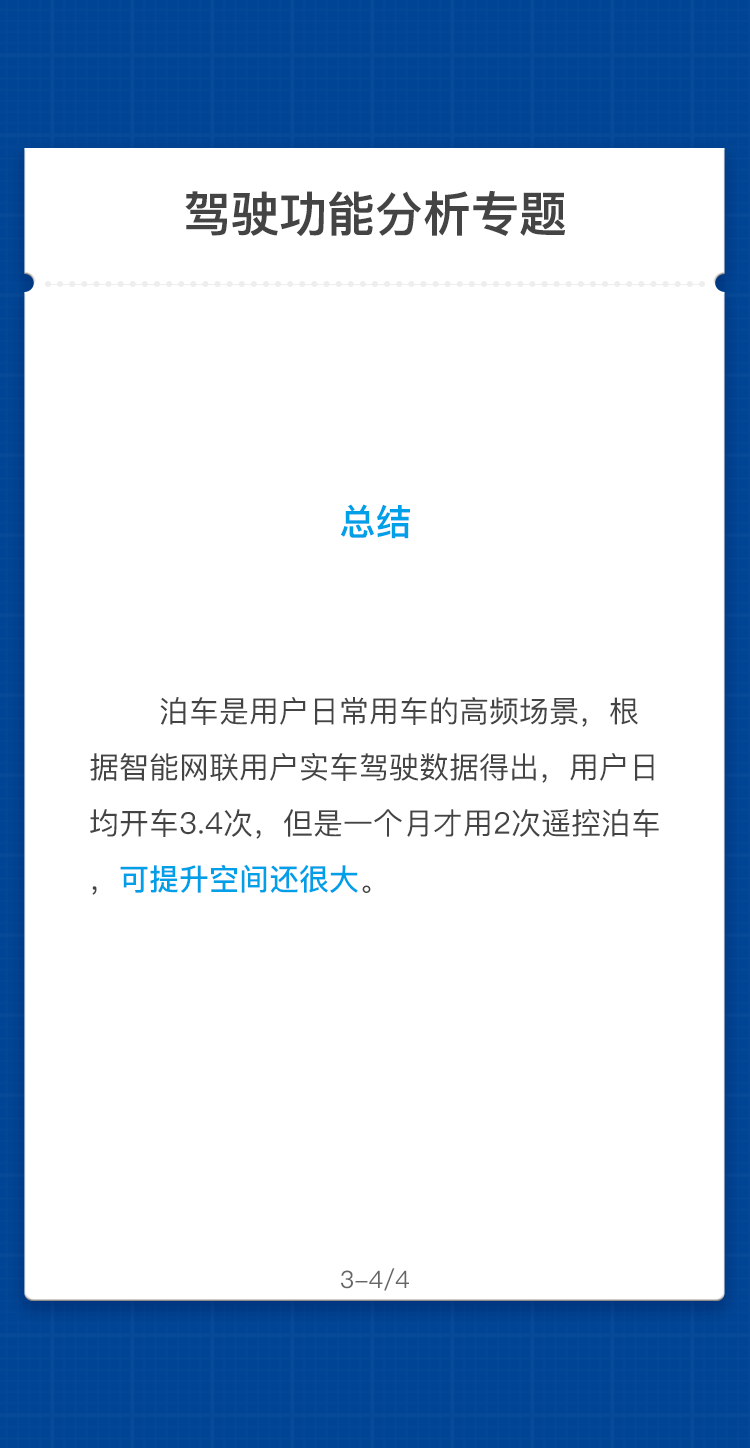 驾驶功能分析专题
总结
泊车是用户日常用车的高频场景，根
据智能网联用户实车驾驶数据得出，用户日
均开车3.4次，但是一个月才用2次遥控泊车
，可提升空间还很大。
3-4/4